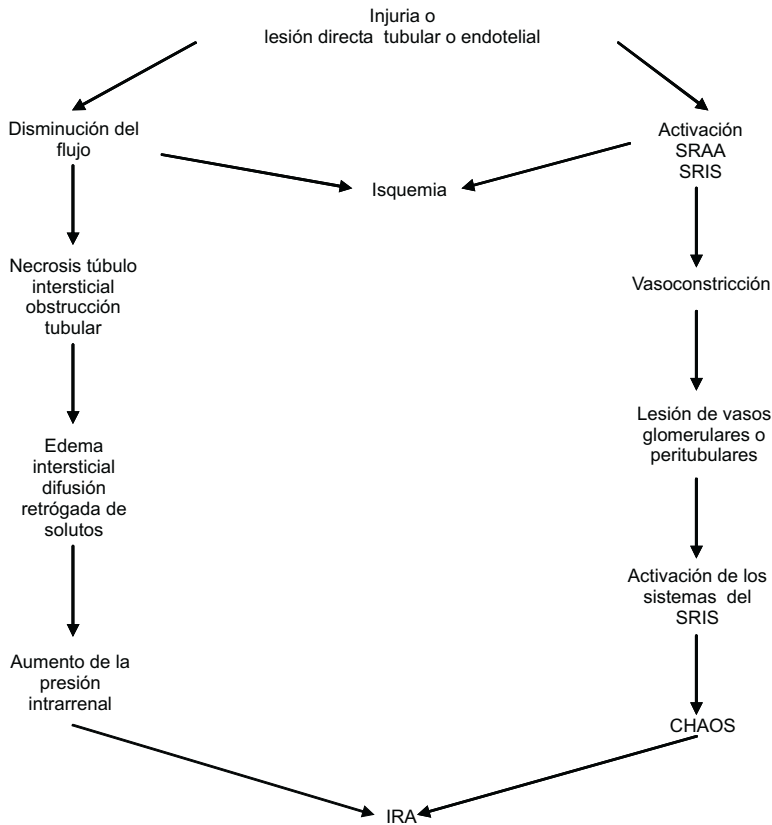 Injuria o
lesión directa tubular o endotelial
Disminución del
flujo
Activación
SRAA
SRIS
Isquemia
Necrosis túbulo
intersticial
obstrucción
tubular
Vasoconstricción
Edema
intersticial
difusión
retrógada de
solutos
Lesión de vasos
glomerulares o
peritubulares
Activación de los
sistemas del
SRIS
Aumento de la
presión
intrarrenal
CHAOS
IRA